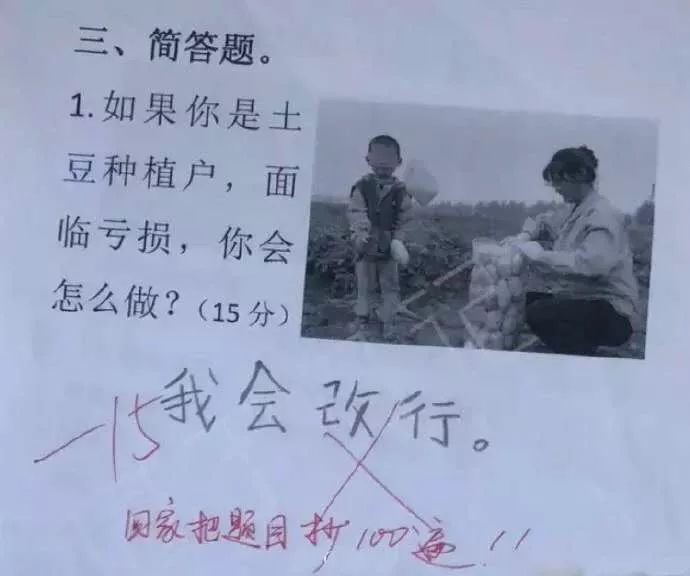 三、简答题。
1.如果你是土
豆种植户，面
临亏损，你会
怎么做？（15分）
我会改行。
-15
回家把题目抄100遍!!